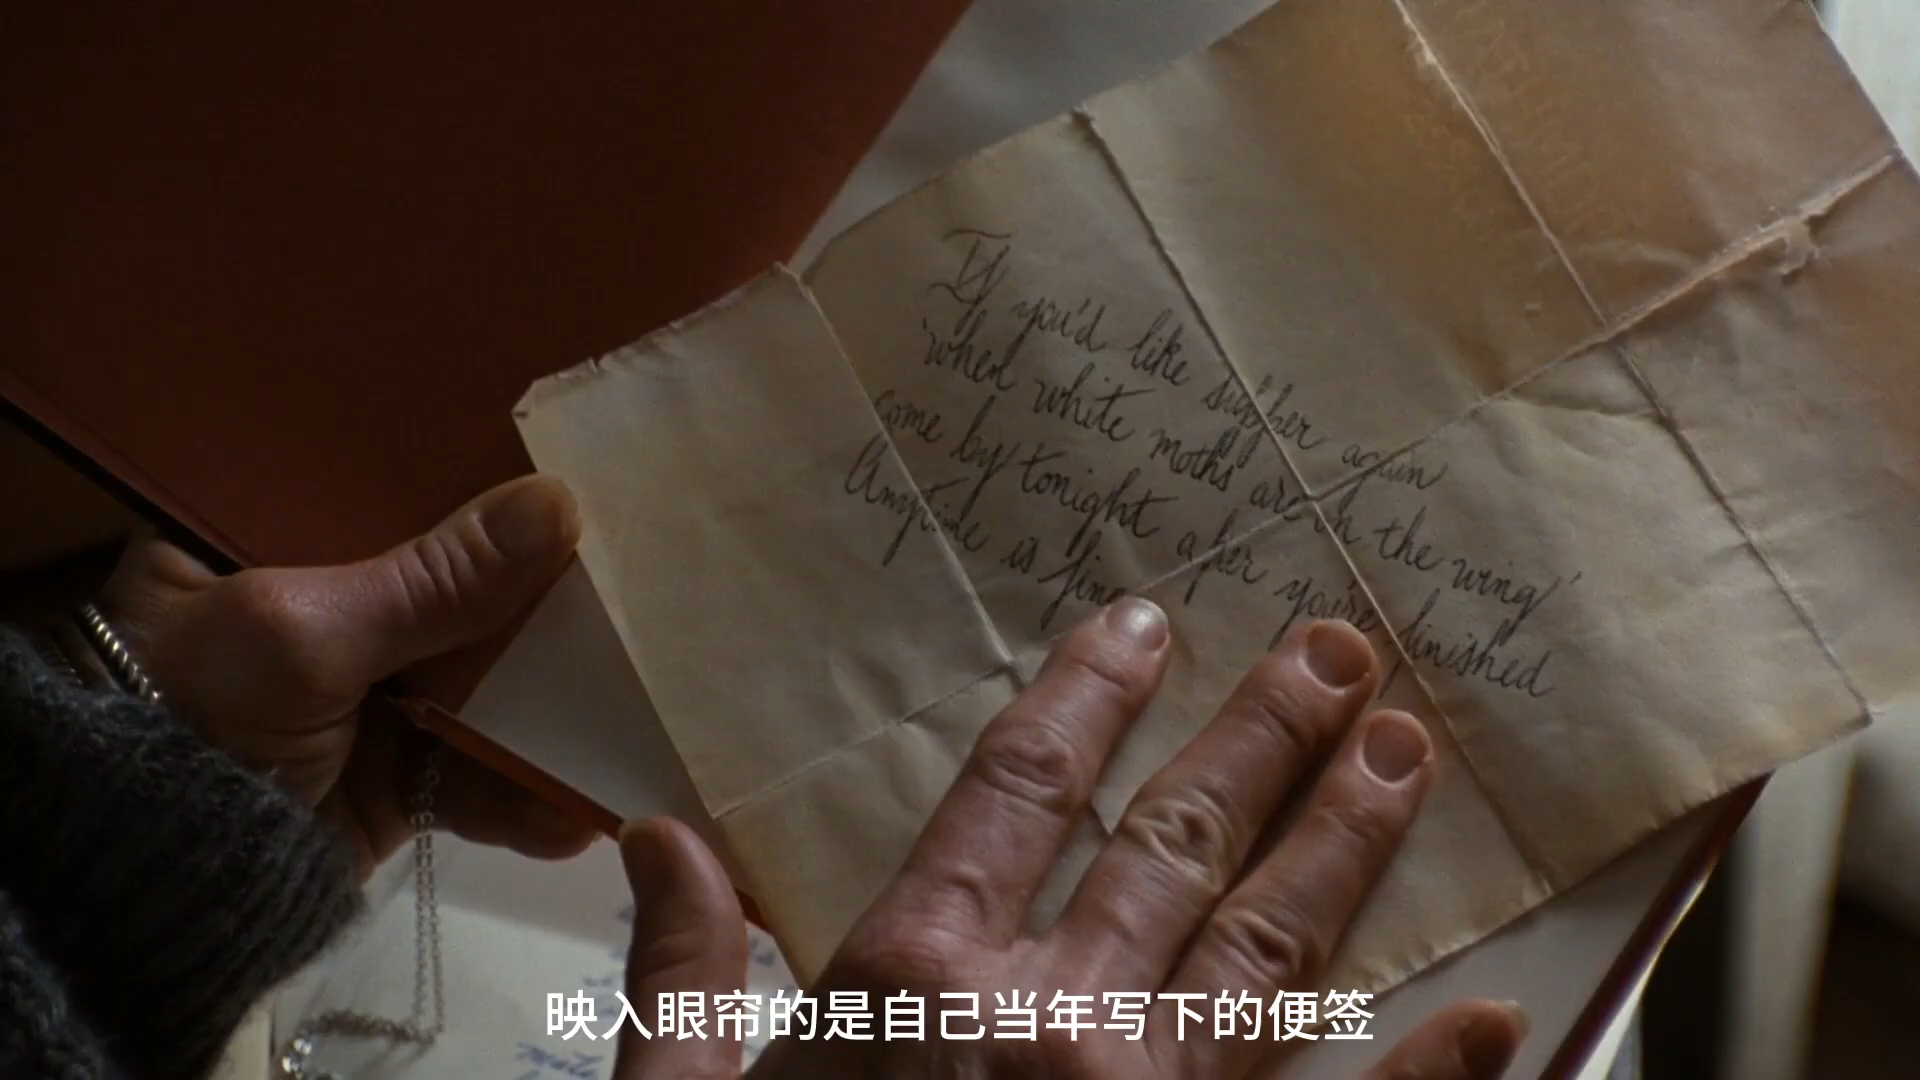 If you'd like supper again
'when white moths are on the wing'
come by tonight after you're finished
Anytime is fine
映入眼帘的是自己当年写下的便签